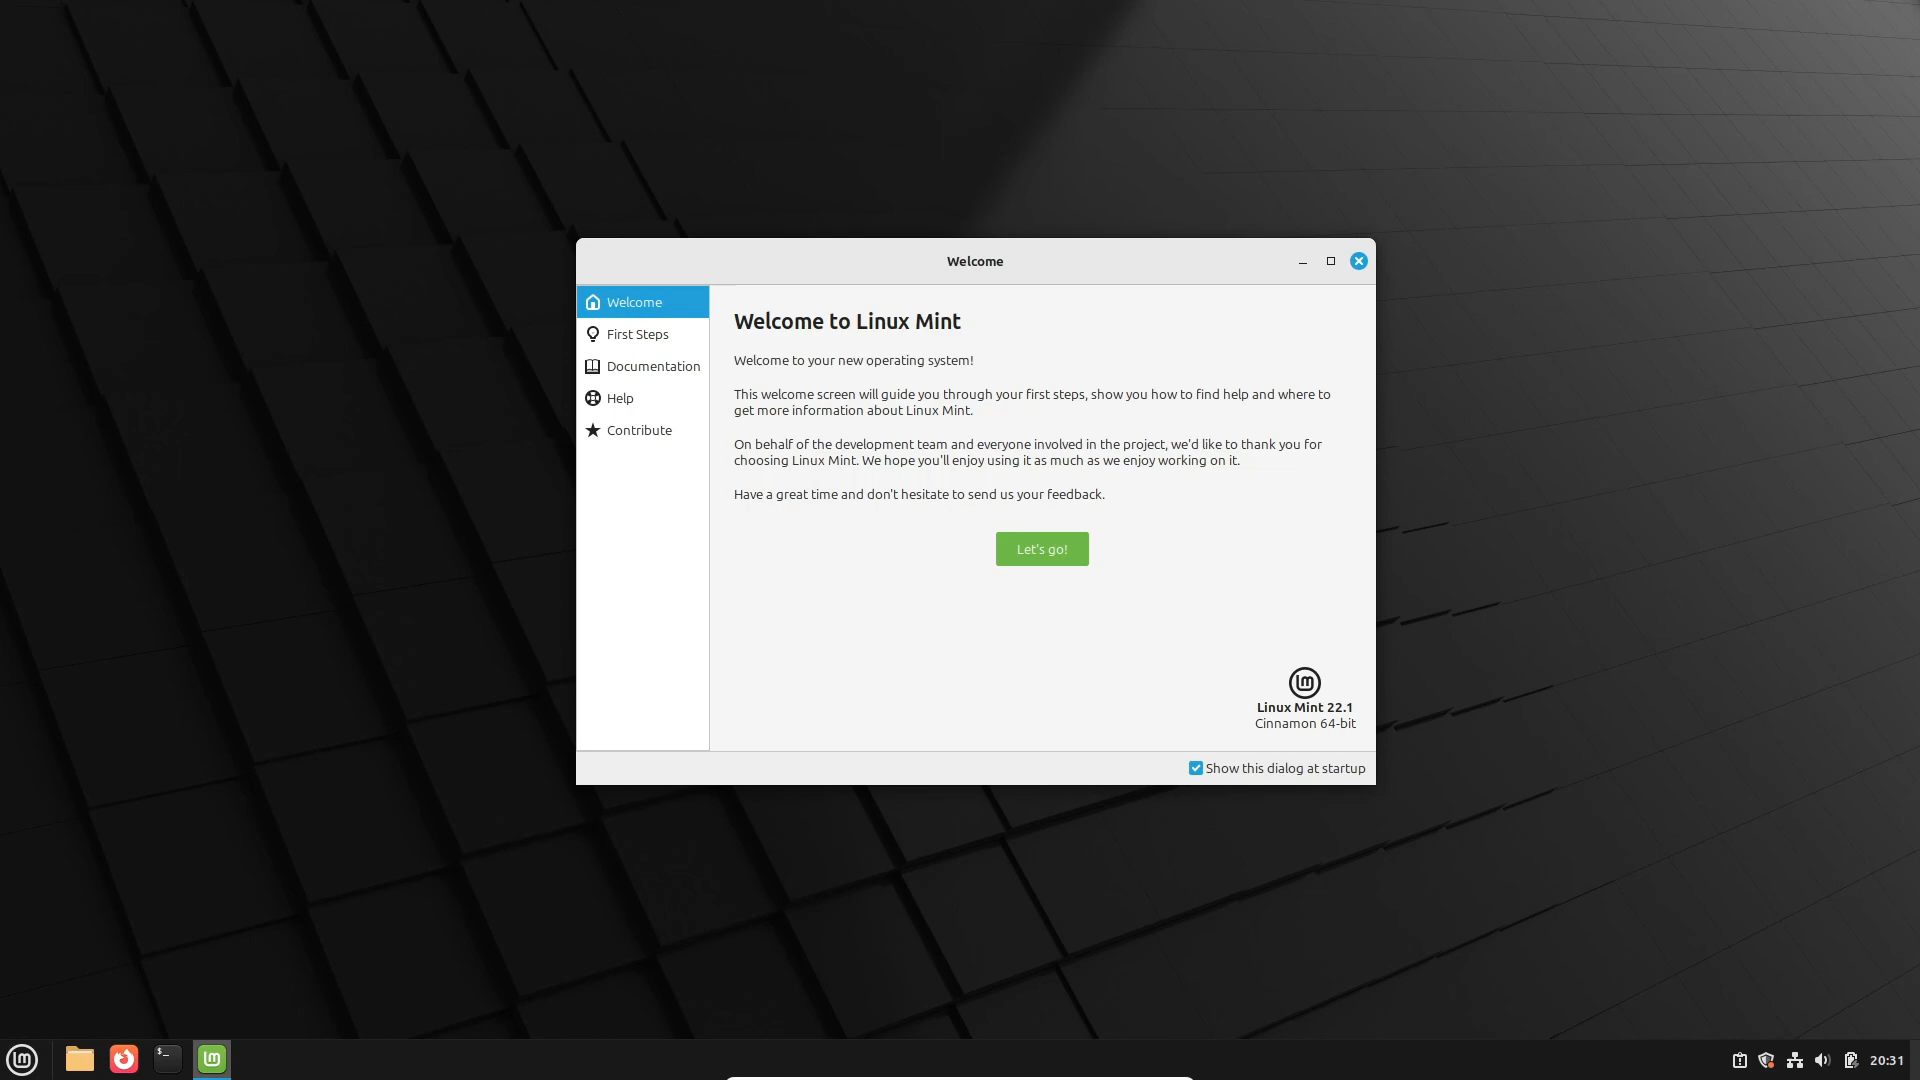 Welcome
Welcome
First Steps
Documentation
Help
Contribute
Welcome to Linux Mint
Welcome to your new operating system!
This welcome screen will guide you through your first steps, show you how to find help and where to
get more information about Linux Mint.
On behalf of the development team and everyone involved in the project, we'd like to thank you for
choosing Linux Mint. We hope you'll enjoy using it as much as we enjoy working on it.
Have a great time and don't hesitate to send us your feedback.
Let's go!
Linux Mint 22.1
Cinnamon 64-bit
Show this dialog at startup
$_
20:31